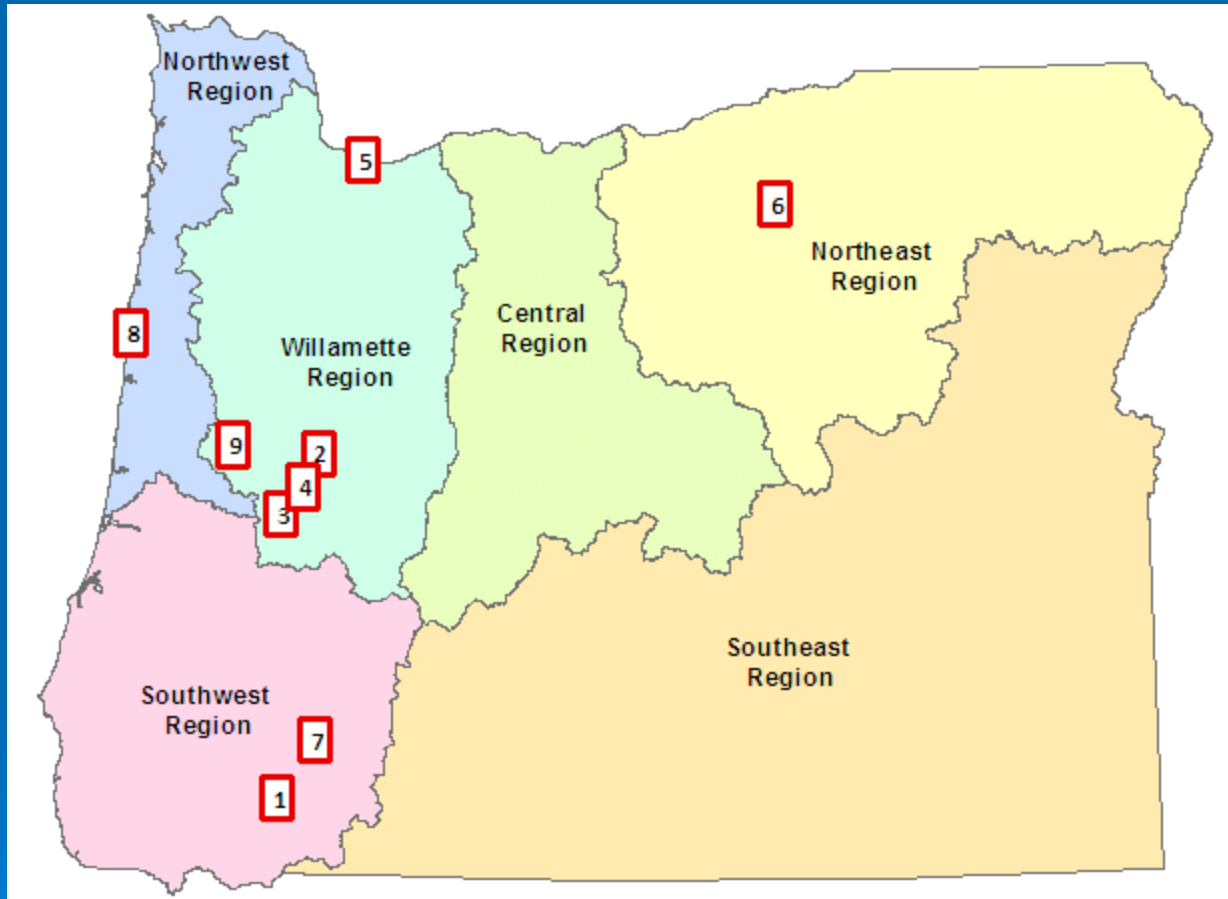 Northwest
Region
5
6
Northeast
Region
Central
Region
8
Willamette
Region
9
2
4
3
Southeast
Region
Southwest
Region
7
1